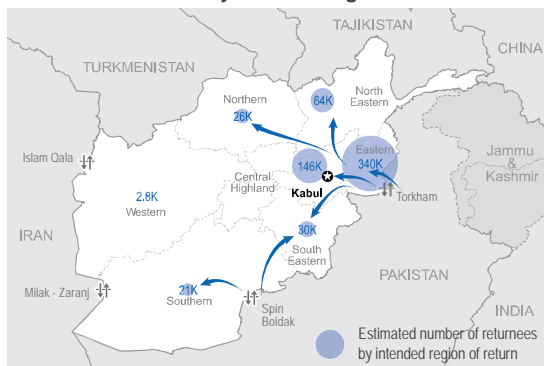 TAJIKISTAN
CHINA
TURKMENISTAN
Northern
26K
64K
North
Eastern
Islam Qala
146K
Eastern
340K
Jammu
&
Kashmir
Central
Highland
Kabul
Torkham
2.8K
Western
30K
South
Eastern
IRAN
PAKISTAN
Milak - Zaranj
21K
Southern
Spin
Boldak
INDIA
Estimated number of returnees
by intended region of return